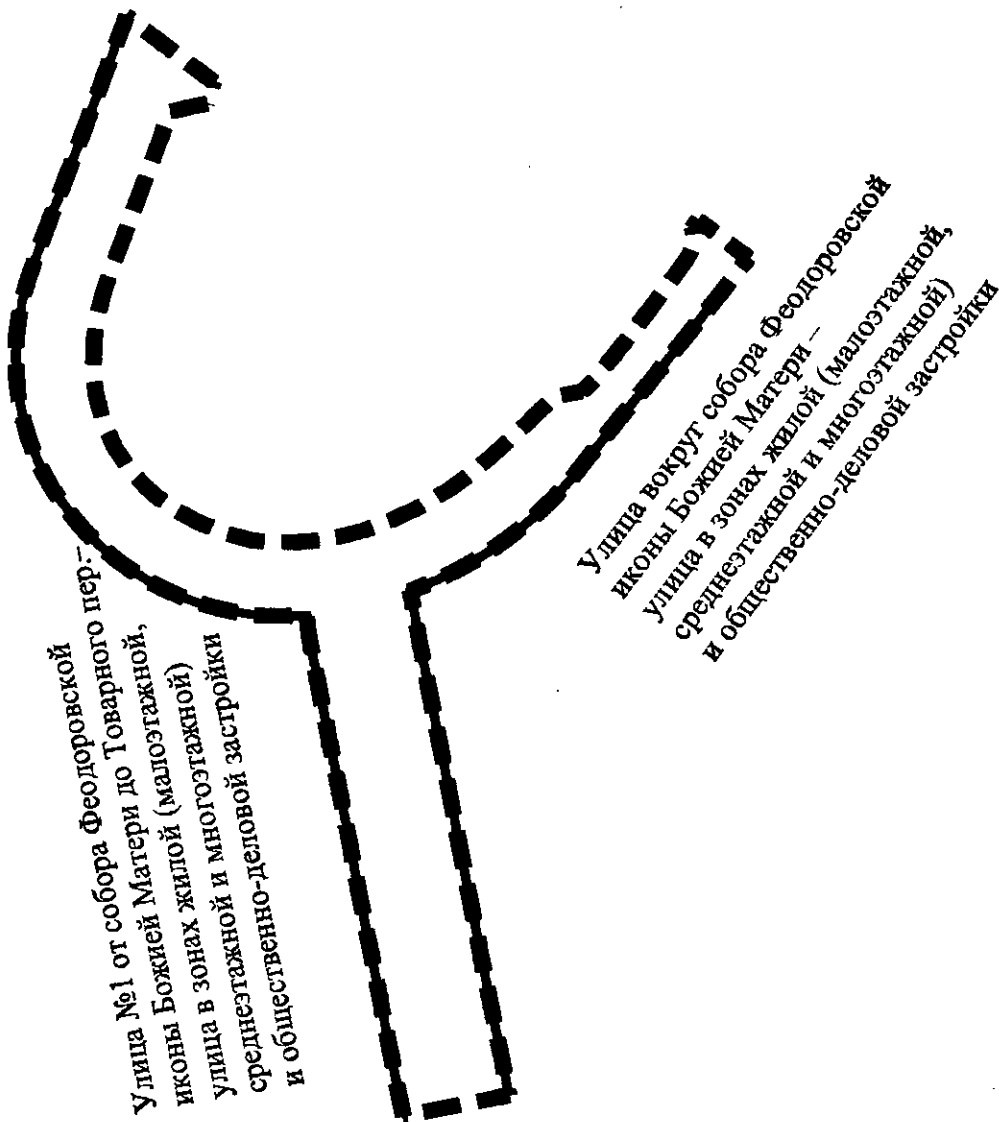 Улица №1 от собора Феодоровской
иконы Божией Матери до Товарного пер.–
улица в зонах жилой (малоэтажной,
среднеэтажной и многоэтажной)
и общественно-деловой застройки
Улица вокруг собора Феодоровской
иконы Божией Матери –
улица в зонах жилой (малоэтажной,
среднеэтажной и многоэтажной)
и общественно-деловой застройки